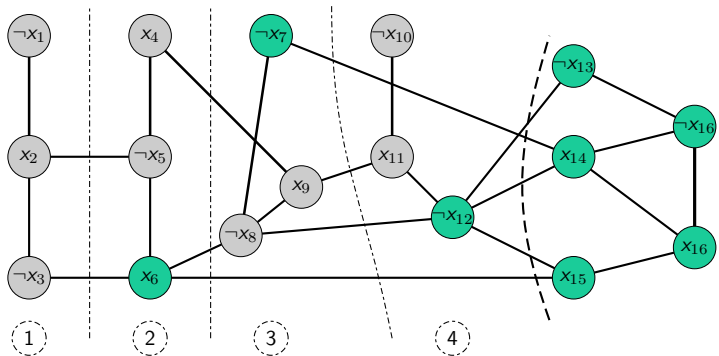 ¬x₁ x₄ ¬x₇ ¬x₁₀
¬x₁₃
¬x₁₆
x₂ ¬x₅ x₁₁ x₁₄
x₉
¬x₁₂
¬x₈
x₁₆
¬x₃ x₆ x₁₅
1 2 3 4